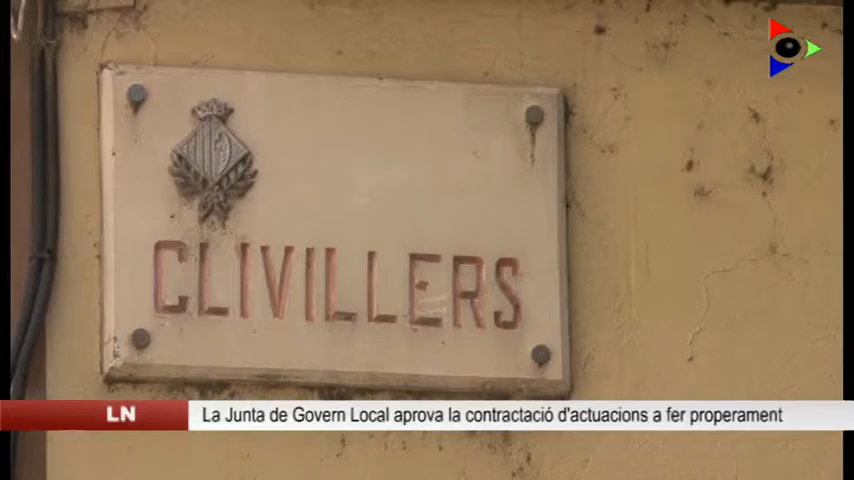 CLIVILLERS
LN
La Junta de Govern Local aprova la contractació d'actuacions a fer properament